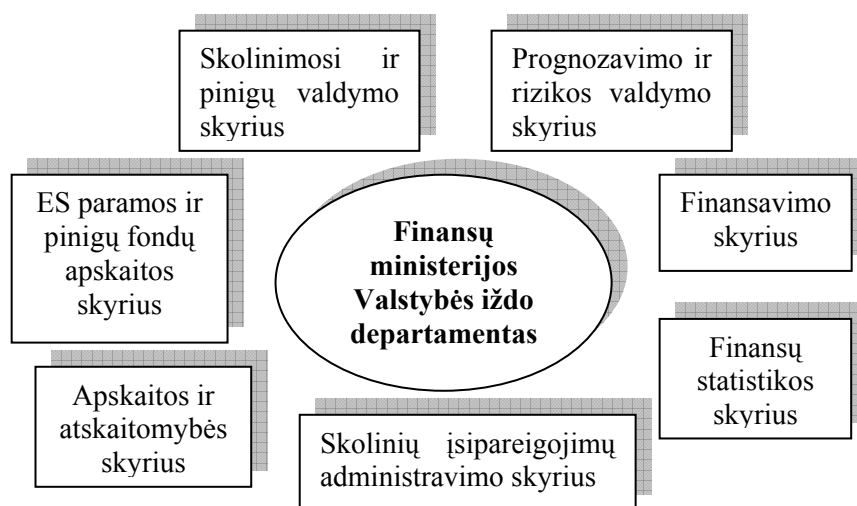 Skolinimosi ir
pinigų valdymo
skyrius
Prognozavimo ir
rizikos valdymo
skyrius
ES paramos ir
pinigų fondų
apskaitos
skyrius
Finansų
ministerijos
Valstybės iždo
departamentas
Finansavimo
skyrius
Apskaitos ir
atskaitomybės
skyrius
Skolinių įsipareigojimų
administravimo skyrius
Finansų
statistikos
skyrius